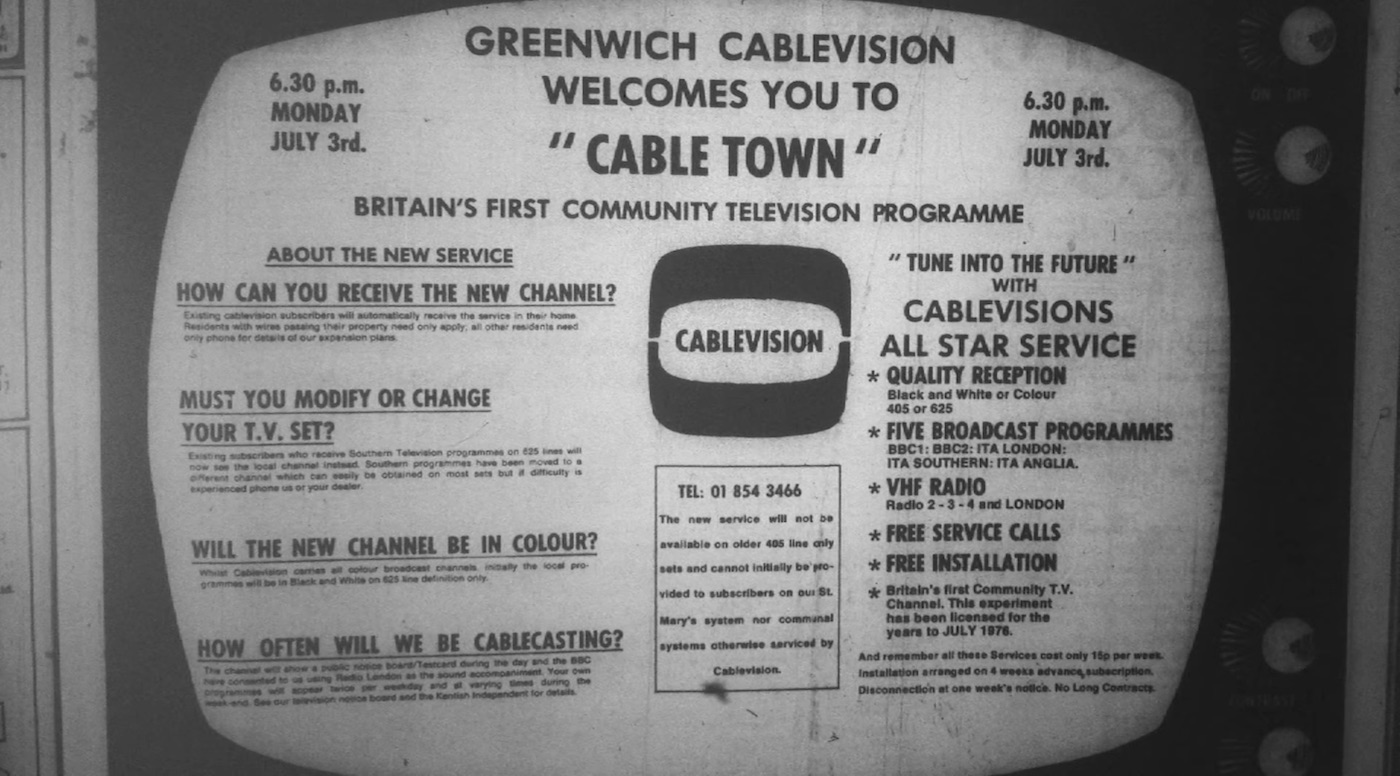 GREENWICH CABLEVISION
WELCOMES YOU TO
" CABLE TOWN "
6.30 p.m.
MONDAY
JULY 3rd.
6.30 p.m.
MONDAY
JULY 3rd.
BRITAIN'S FIRST COMMUNITY TELEVISION PROGRAMME
ABOUT THE NEW SERVICE
HOW CAN YOU RECEIVE THE NEW CHANNEL?
Existing cablevision subscribers will automatically receive the service in their home.
Residents with wires passing their property need only apply; all other residents need
only phone for details of our expansion plans.
MUST YOU MODIFY OR CHANGE
YOUR T.V. SET?
Existing subscribers who receive Southern Television programmes on 625 lines will
now see the local channel instead. Southern programmes have been moved to a
different channel which can easily be obtained on most sets but if difficulty is
experienced phone us or your dealer.
WILL THE NEW CHANNEL BE IN COLOUR?
Whilst Cablevision carries all colour broadcast channels, initially the local pro-
grammes will be in Black and White on 625 line definition only.
HOW OFTEN WILL WE BE CABLECASTING?
The channel will show a public notice board/Testcard during the day and the BBC
have consented to us using Radio London as the sound accompaniment. Your own
programmes will appear twice per weekday and at varying times during the
week-end. See our television notice board and the Kentish Independent for details.
CABLEVISION
TEL: 01 854 3466
The new service will not be
available on older 405 line only
sets and cannot initially be pro-
vided to subscribers on our St.
Mary's system nor communal
systems otherwise serviced by
Cablevision.
" TUNE INTO THE FUTURE "
WITH
CABLEVISIONS
ALL STAR SERVICE
* QUALITY RECEPTION
Black and White or Colour
405 or 625
* FIVE BROADCAST PROGRAMMES
BBC1: BBC2: ITA LONDON:
ITA SOUTHERN: ITA ANGLIA.
* VHF RADIO
Radio 2 - 3 - 4 and LONDON
* FREE SERVICE CALLS
* FREE INSTALLATION
* Britain's first Community T.V.
Channel. This experiment
has been licensed for the
years to JULY 1976.
And remember all these Services cost only 15p per week.
Installation arranged on 4 weeks advance subscription.
Disconnection at one week's notice. No Long Contracts.
ON OFF
VOLUME
CONTRAST